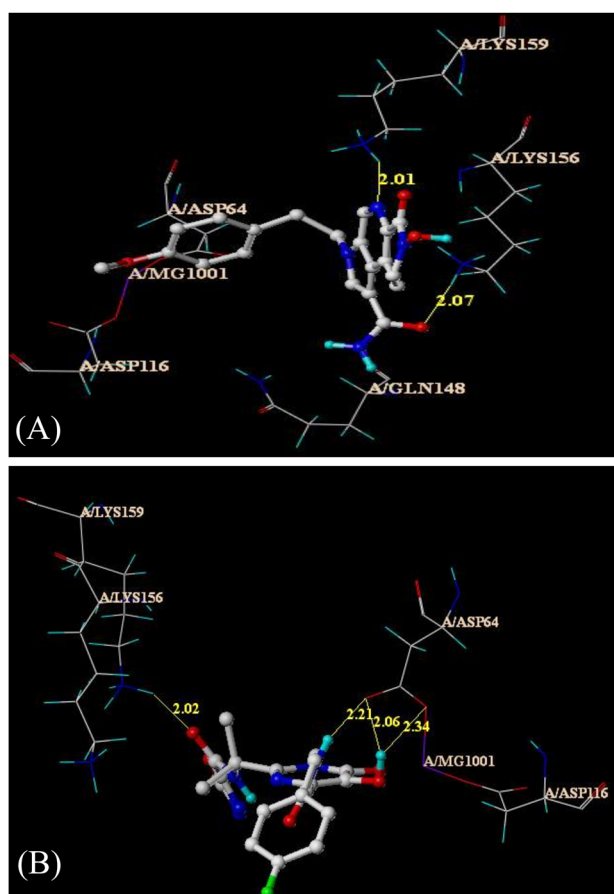 A/LYS159
A/LYS156
2.01
A/ASP64
A/MG1001
2.07
A/ASP116
A/GLN148
(A)
A/LYS159
A/LYS156
A/ASP64
2.02
2.21
2.06
2.34
A/MG1001
A/ASP116
(B)